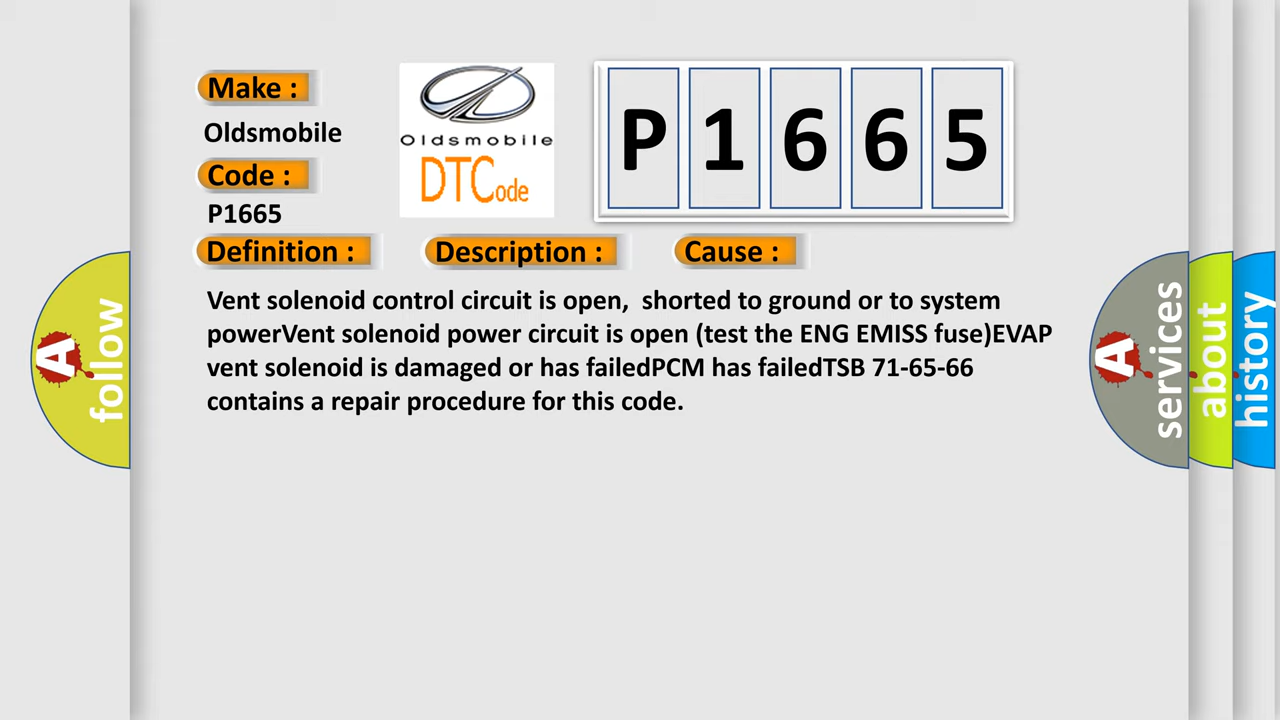 Make :
Oldsmobile
Code :
P1665
Oldsmobile
DTCode
P 1 6 6 5
Definition :
Description :
Cause :
Vent solenoid control circuit is open, shorted to ground or to system
powerVent solenoid power circuit is open (test the ENG EMISS fuse)EVAP
vent solenoid is damaged or has failedPCM has failedTSB 71-65-66
contains a repair procedure for this code.
A follow
A services
about
history